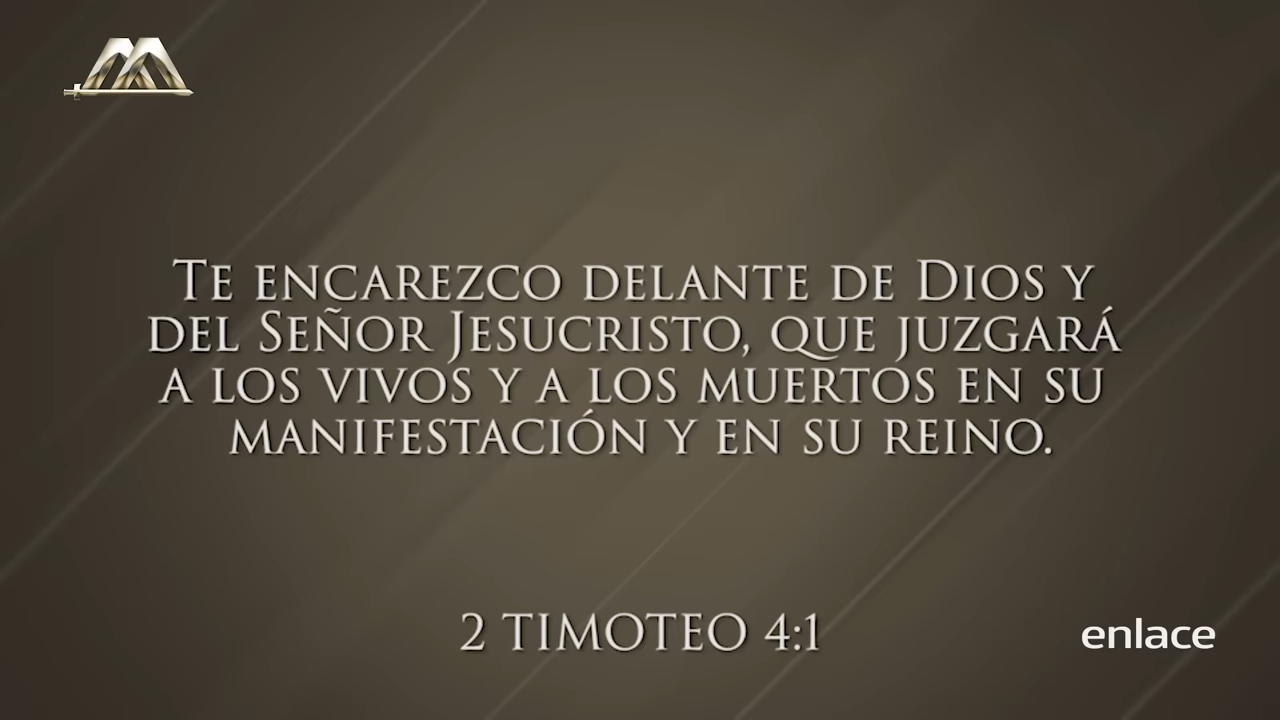 Te encarezco delante de Dios y
del Señor Jesucristo, que juzgará
a los vivos y a los muertos en su
manifestación y en su reino.
2 TIMOTEO 4:1
enlace